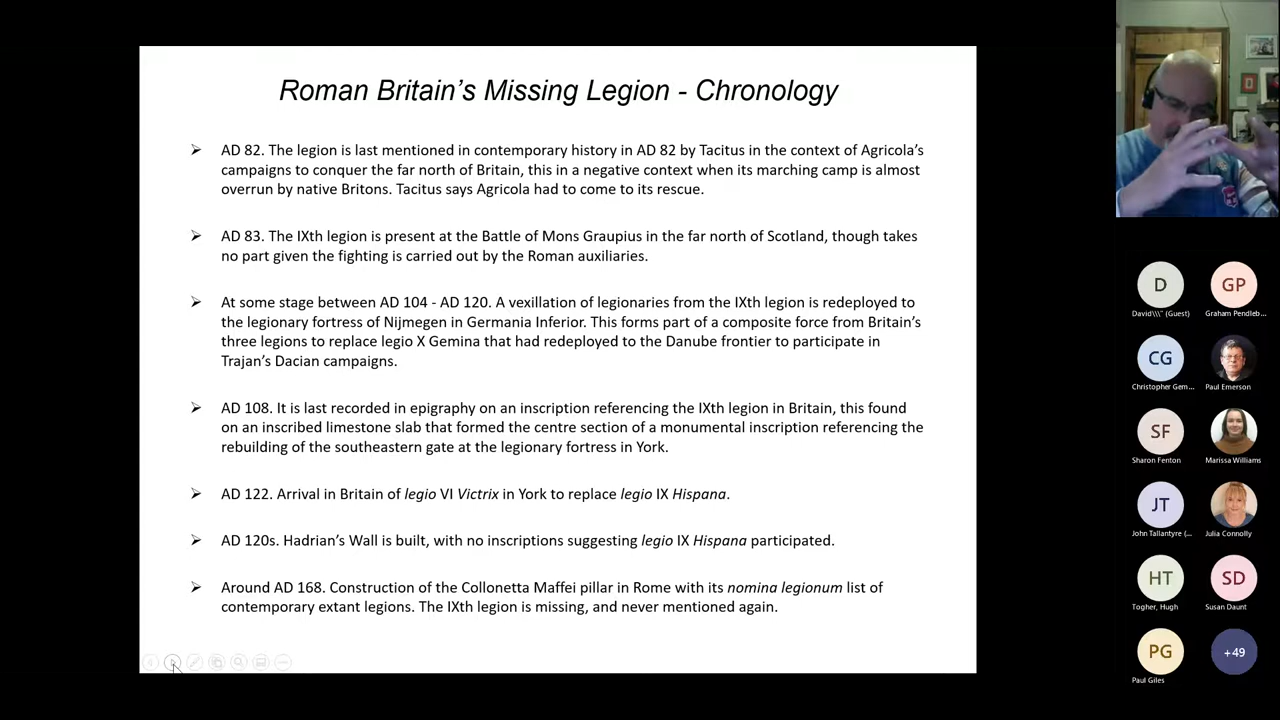 Roman Britain's Missing Legion - Chronology
➢ AD 82. The legion is last mentioned in contemporary history in AD 82 by Tacitus in the context of Agricola's
campaigns to conquer the far north of Britain, this in a negative context when its marching camp is almost
overrun by native Britons. Tacitus says Agricola had to come to its rescue.
➢ AD 83. The IXth legion is present at the Battle of Mons Graupius in the far north of Scotland, though takes
no part given the fighting is carried out by the Roman auxiliaries.
➢ At some stage between AD 104 - AD 120. A vexillation of legionaries from the IXth legion is redeployed to
the legionary fortress of Nijmegen in Germania Inferior. This forms part of a composite force from Britain's
three legions to replace legio X Gemina that had redeployed to the Danube frontier to participate in
Trajan's Dacian campaigns.
➢ AD 108. It is last recorded in epigraphy on an inscription referencing the IXth legion in Britain, this found
on an inscribed limestone slab that formed the centre section of a monumental inscription referencing the
rebuilding of the southeastern gate at the legionary fortress in York.
➢ AD 122. Arrival in Britain of legio VI Victrix in York to replace legio IX Hispana.
➢ AD 120s. Hadrian's Wall is built, with no inscriptions suggesting legio IX Hispana participated.
➢ Around AD 168. Construction of the Collonetta Maffei pillar in Rome with its nomina legionum list of
contemporary extant legions. The IXth legion is missing, and never mentioned again.
D GP
David\\\" (Guest) Graham Pendleb...
CG
Christopher Gem... Paul Emerson
SF
Sharon Fenton Marissa Williams
JT
John Tallantyre (... Julia Connolly
HT SD
Togher, Hugh Susan Daunt
PG +49
Paul Giles